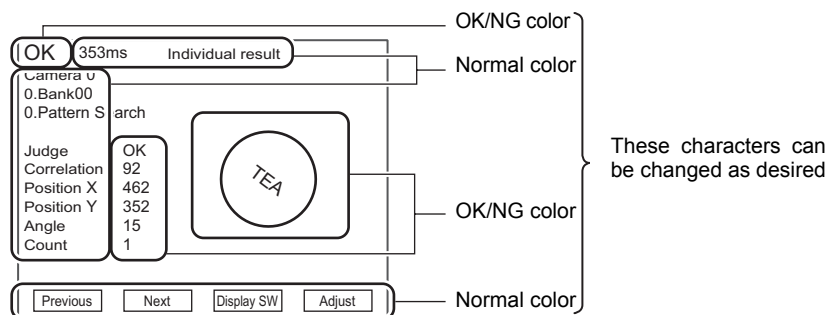 OK/NG color
OK 353ms Individual result
Normal color
Camera 0
0.Bank00
0.Pattern Search
These characters can
be changed as desired
Judge OK
Correlation 92
Position X 462
Position Y 352
Angle 15
Count 1
TEA
OK/NG color
Previous Next Display SW Adjust
Normal color